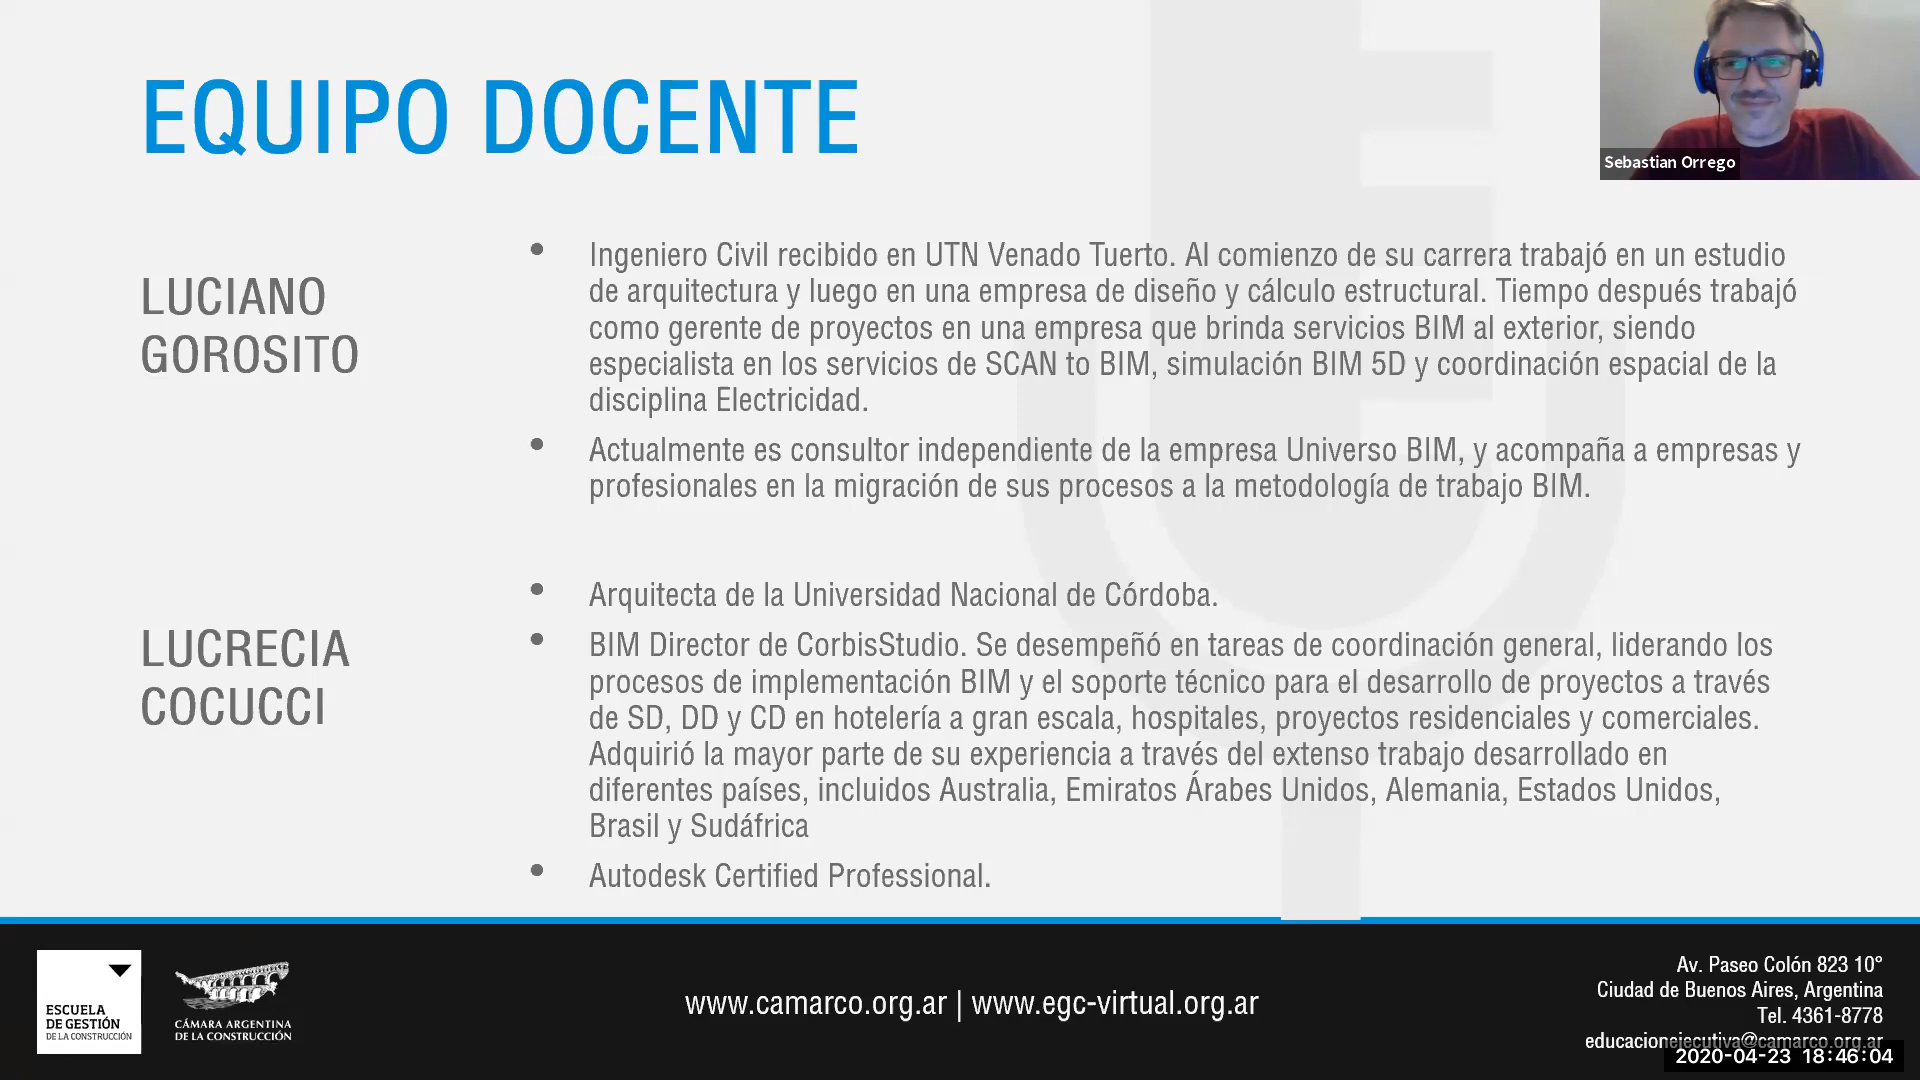 EQUIPO DOCENTE
Sebastian Orrego
LUCIANO
GOROSITO
• Ingeniero Civil recibido en UTN Venado Tuerto. Al comienzo de su carrera trabajó en un estudio
de arquitectura y luego en una empresa de diseño y cálculo estructural. Tiempo después trabajó
como gerente de proyectos en una empresa que brinda servicios BIM al exterior, siendo
especialista en los servicios de SCAN to BIM, simulación BIM 5D y coordinación espacial de la
disciplina Electricidad.
• Actualmente es consultor independiente de la empresa Universo BIM, y acompaña a empresas y
profesionales en la migración de sus procesos a la metodología de trabajo BIM.
LUCRECIA
COCUCCI
• Arquitecta de la Universidad Nacional de Córdoba.
• BIM Director de CorbisStudio. Se desempeñó en tareas de coordinación general, liderando los
procesos de implementación BIM y el soporte técnico para el desarrollo de proyectos a través
de SD, DD y CD en hotelería a gran escala, hospitales, proyectos residenciales y comerciales.
Adquirió la mayor parte de su experiencia a través del extenso trabajo desarrollado en
diferentes países, incluidos Australia, Emiratos Árabes Unidos, Alemania, Estados Unidos,
Brasil y Sudáfrica
• Autodesk Certified Professional.
ESCUELA
DE GESTIÓN
DE LA CONSTRUCCIÓN
CÁMARA ARGENTINA
DE LA CONSTRUCCIÓN
www.camarco.org.ar | www.egc-virtual.org.ar
Av. Paseo Colón 823 10°
Ciudad de Buenos Aires, Argentina
Tel. 4361-8778
educacionejecutiva@camarco.org.ar
2020-04-23 18:46:04